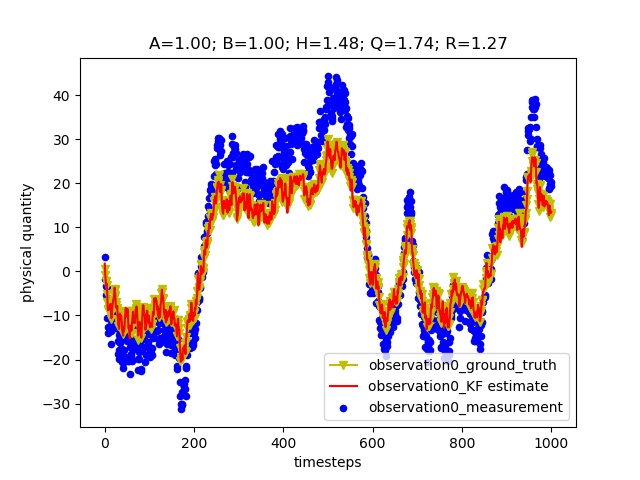 A=1.00; B=1.00; H=1.48; Q=1.74; R=1.27
physical quantity
40
30
20
10
0
−10
−20
−30
observation0_ground_truth
observation0_KF estimate
observation0_measurement
0 200 400 600 800 1000
timesteps